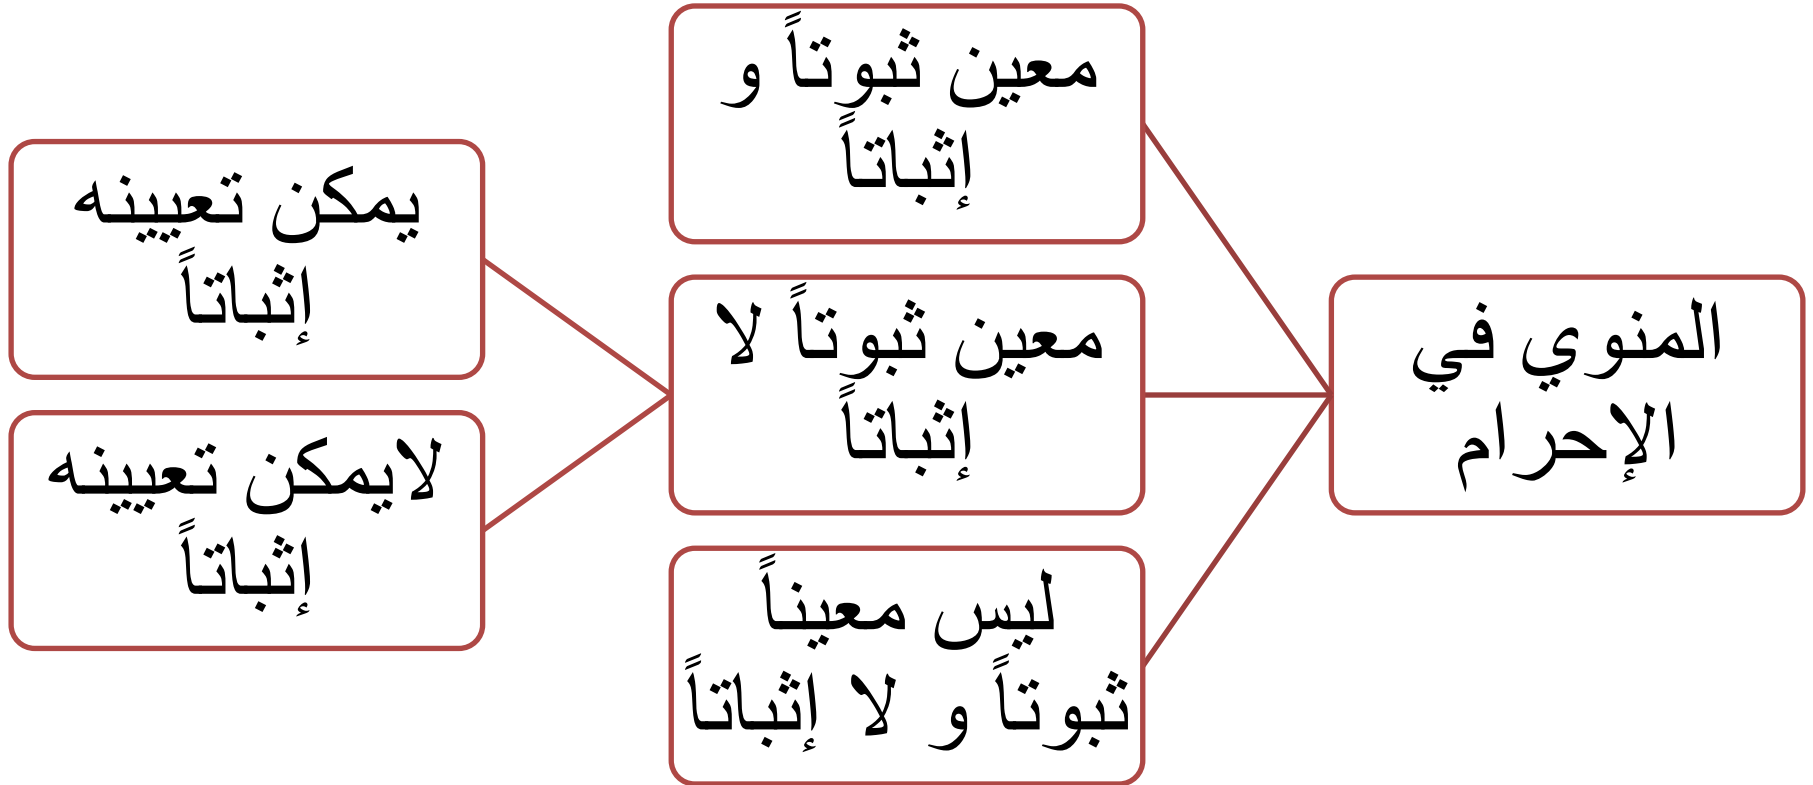 المنوي في
الإحرام
معين ثبوتاً و
إثباتاً
معين ثبوتاً لا
إثباتاً
يمكن تعيينه
إثباتاً
لايمكن تعيينه
إثباتاً
ليس معيناً
ثبوتاً و لا إثباتاً